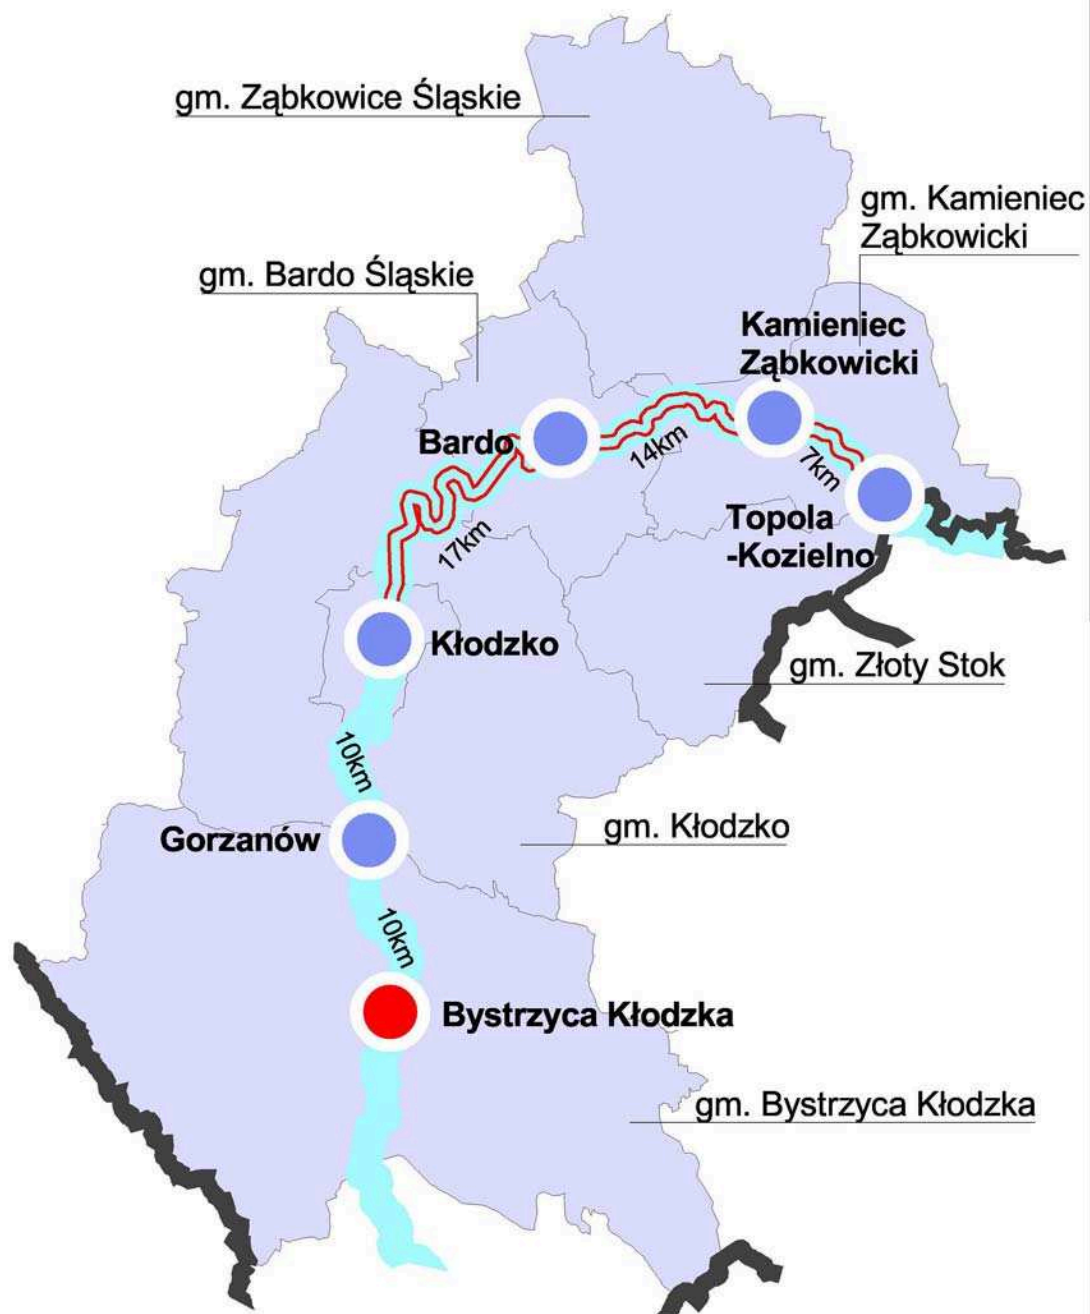 gm. Ząbkowice Śląskie
gm. Kamieniec
Ząbkowicki
gm. Bardo Śląskie
Kamieniec
Ząbkowicki
Bardo
14km
7km
Topola
-Kozielno
17km
Kłodzko
gm. Złoty Stok
10km
gm. Kłodzko
Gorzanów
10km
Bystrzyca Kłodzka
gm. Bystrzyca Kłodzka